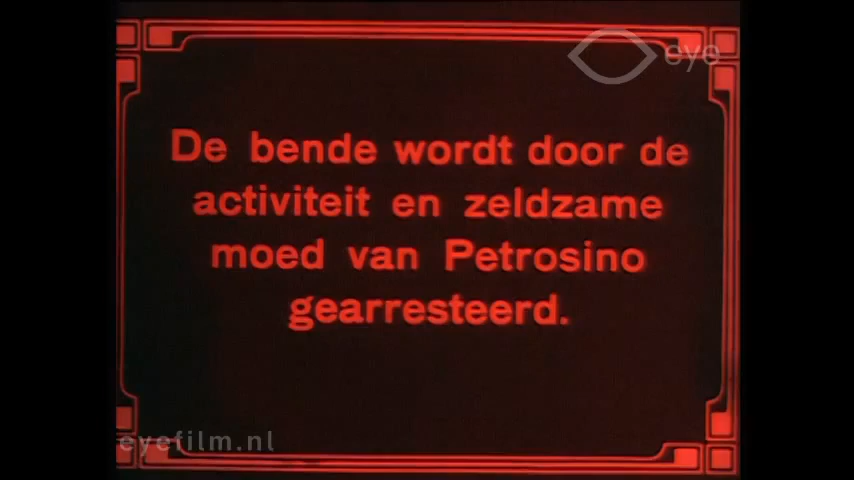 eye
De bende wordt door de
activiteit en zeldzame
moed van Petrosino
gearresteerd.
eyefilm.nl